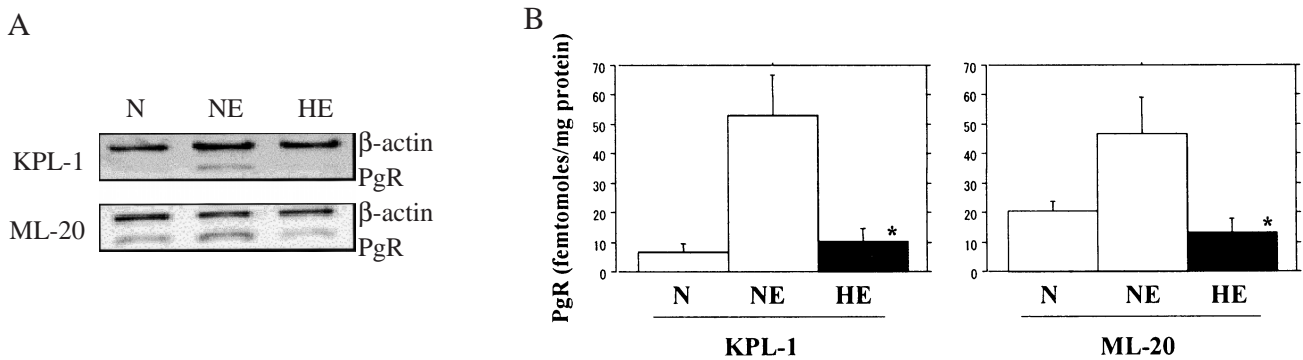 A
N NE HE
KPL-1
β-actin
PgR
ML-20
β-actin
PgR
B
PgR (femtomoles/mg protein)
70
60
50
40
30
20
10
0
*
N NE HE
KPL-1
70
60
50
40
30
20
10
0
*
N NE HE
ML-20